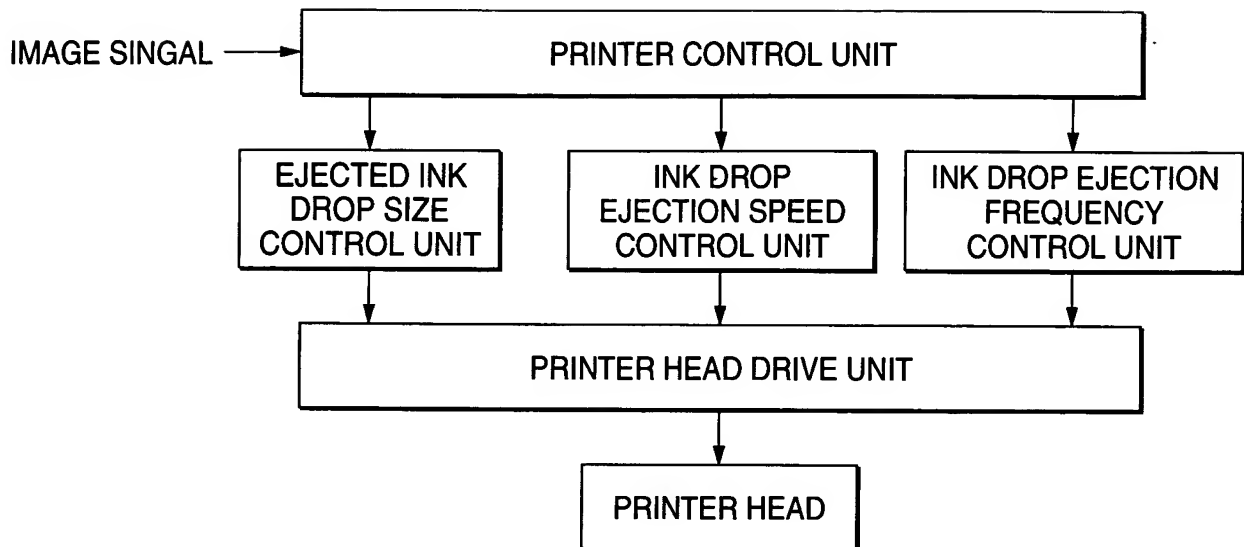 IMAGE SINGAL
PRINTER CONTROL UNIT
EJECTED INK
DROP SIZE
CONTROL UNIT
INK DROP
EJECTION SPEED
CONTROL UNIT
INK DROP EJECTION
FREQUENCY
CONTROL UNIT
PRINTER HEAD DRIVE UNIT
PRINTER HEAD